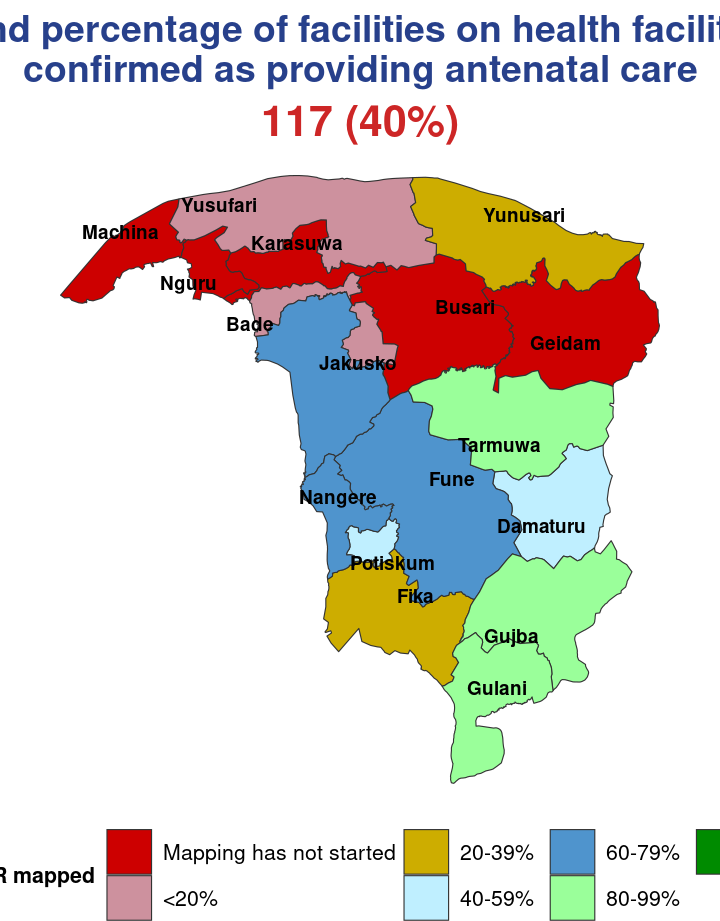 nd percentage of facilities on health facilit
confirmed as providing antenatal care
117 (40%)
Yusufari
Yunusari
Machina
Karasuwa
Nguru
Busari
Bade
Geidam
Jakusko
Tarmuwa
Fune
Nangere
Damaturu
Potiskum
Fika
Gujba
Gulani
R mapped
Mapping has not started
20-39%
60-79%
<20%
40-59%
80-99%